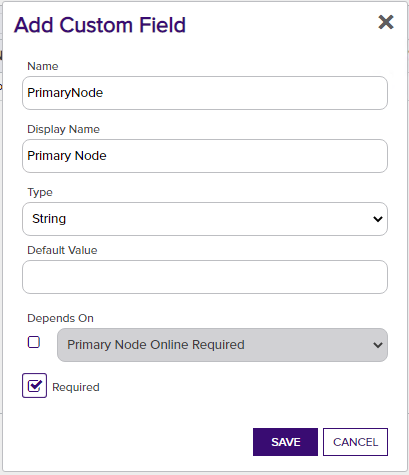 Add Custom Field
Name
PrimaryNode
Display Name
Primary Node
Type
String
Default Value
Depends On
Primary Node Online Required
Required
SAVE CANCEL